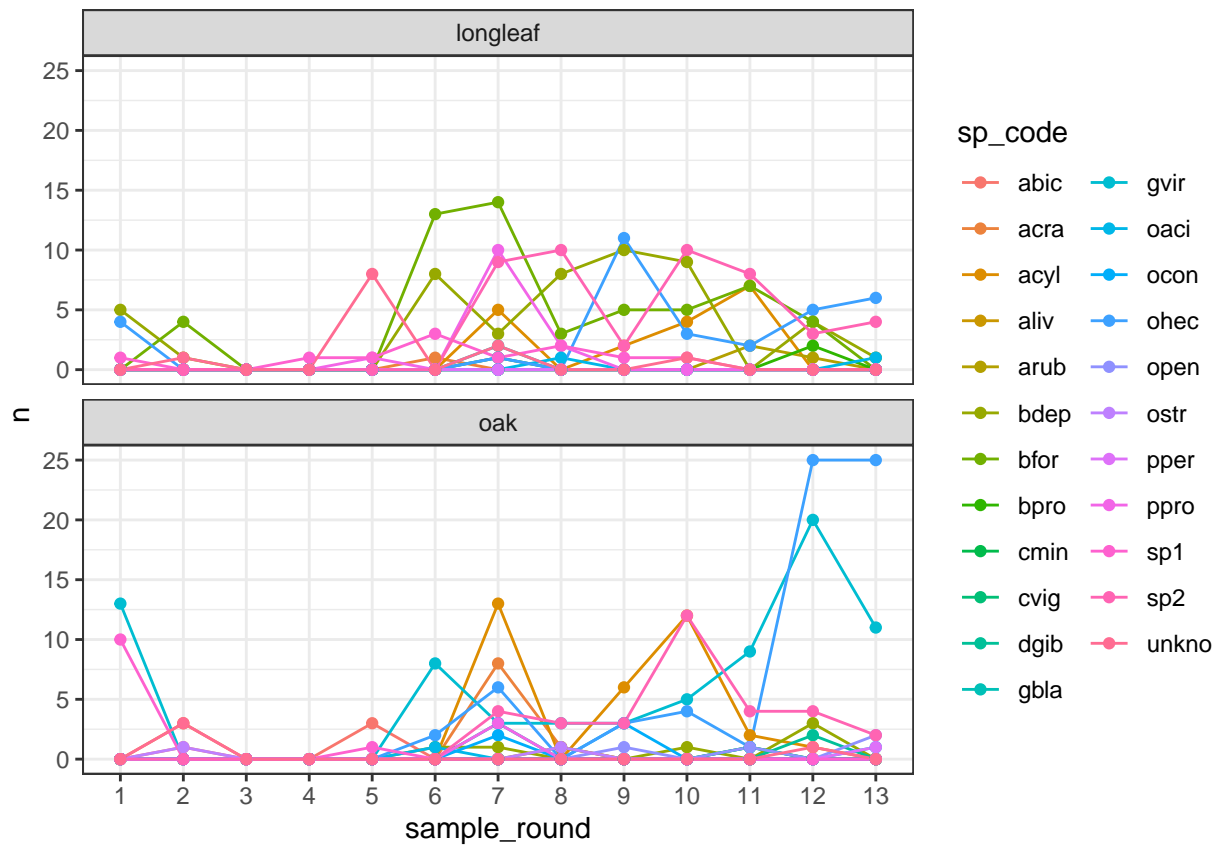 longleaf
25
20
15
10
5
0
n
oak
25
20
15
10
5
0
1 2 3 4 5 6 7 8 9 10 11 12 13
sample_round
sp_code
abic gvir
acra oaci
acyl ocon
aliv ohec
arub open
bdep ostr
bfor pper
bpro ppro
cmin sp1
cvig sp2
dgib unkno
gbla